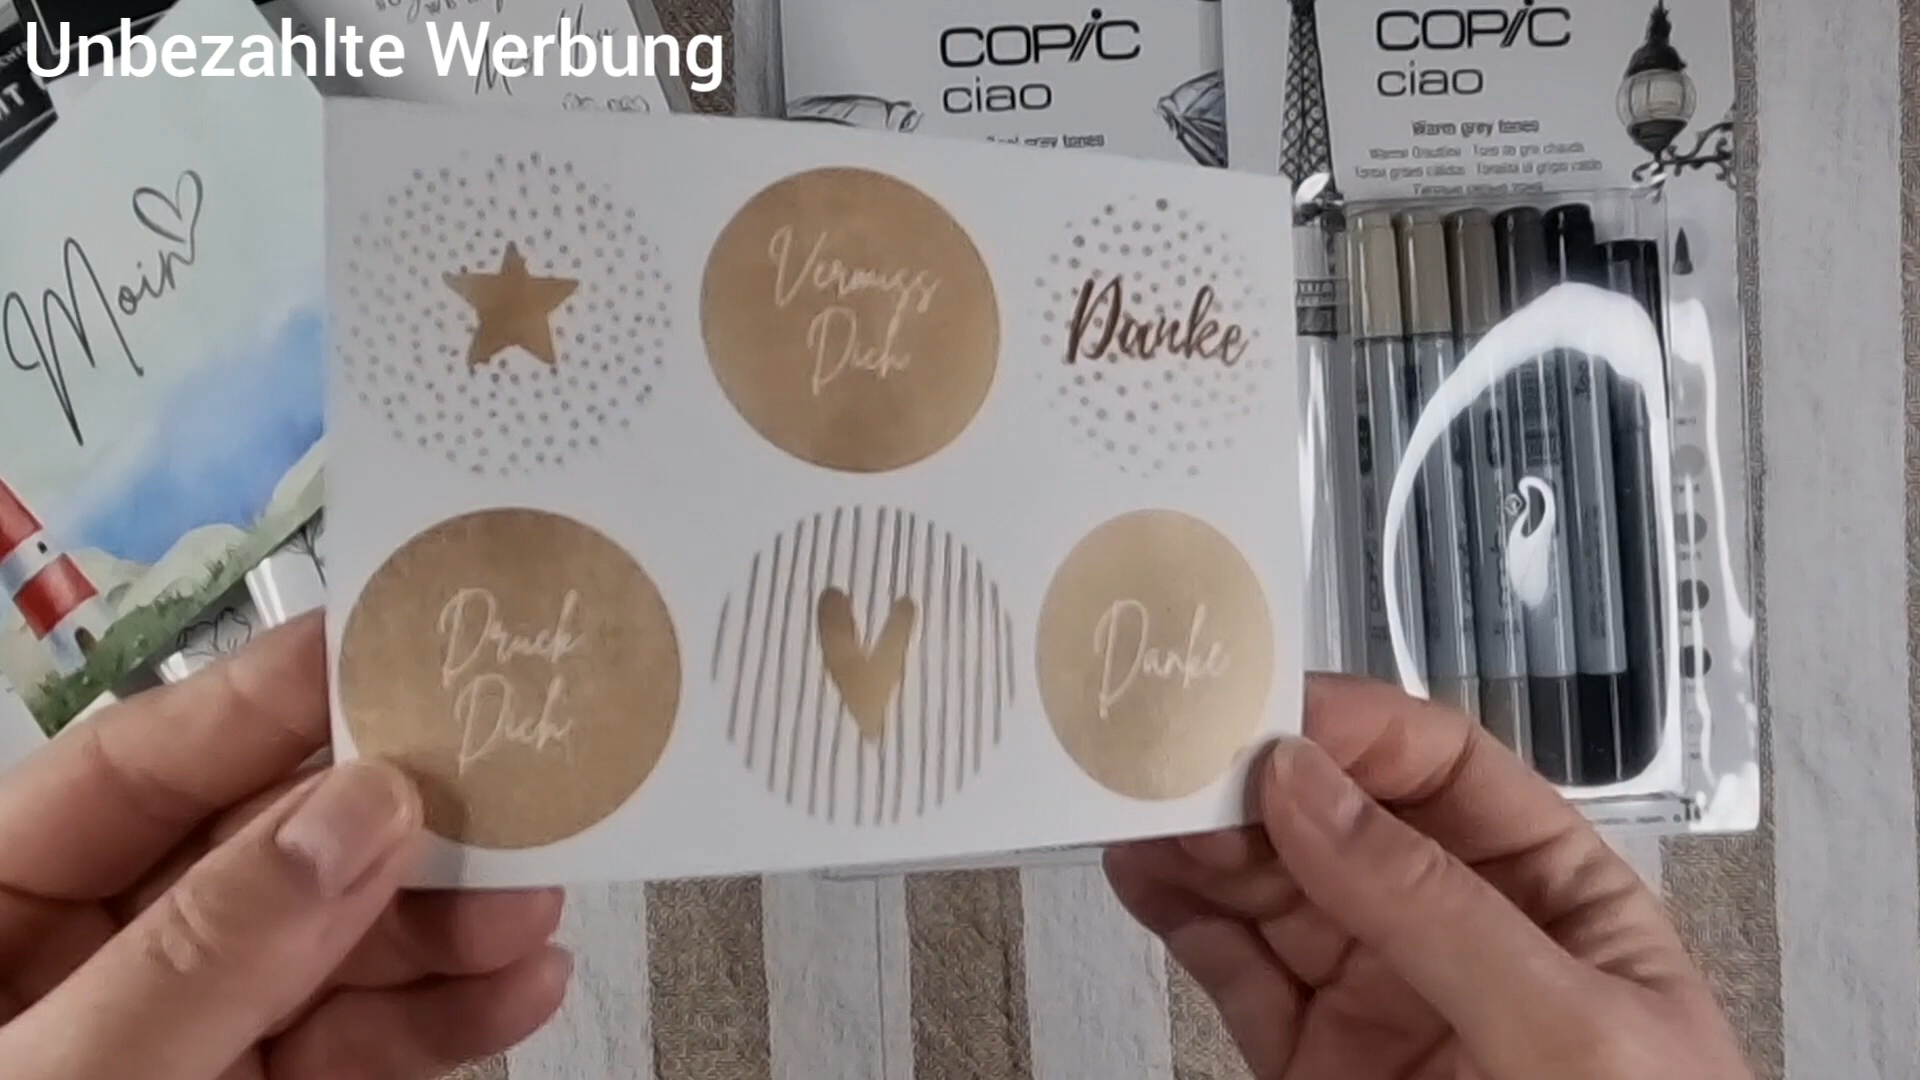 Unbezahlte Werbung
COPIC
ciao
COPIC
ciao
Warm grey tones
Moin
Vermiss
Dich
Danke
Drück
Dich
Danke